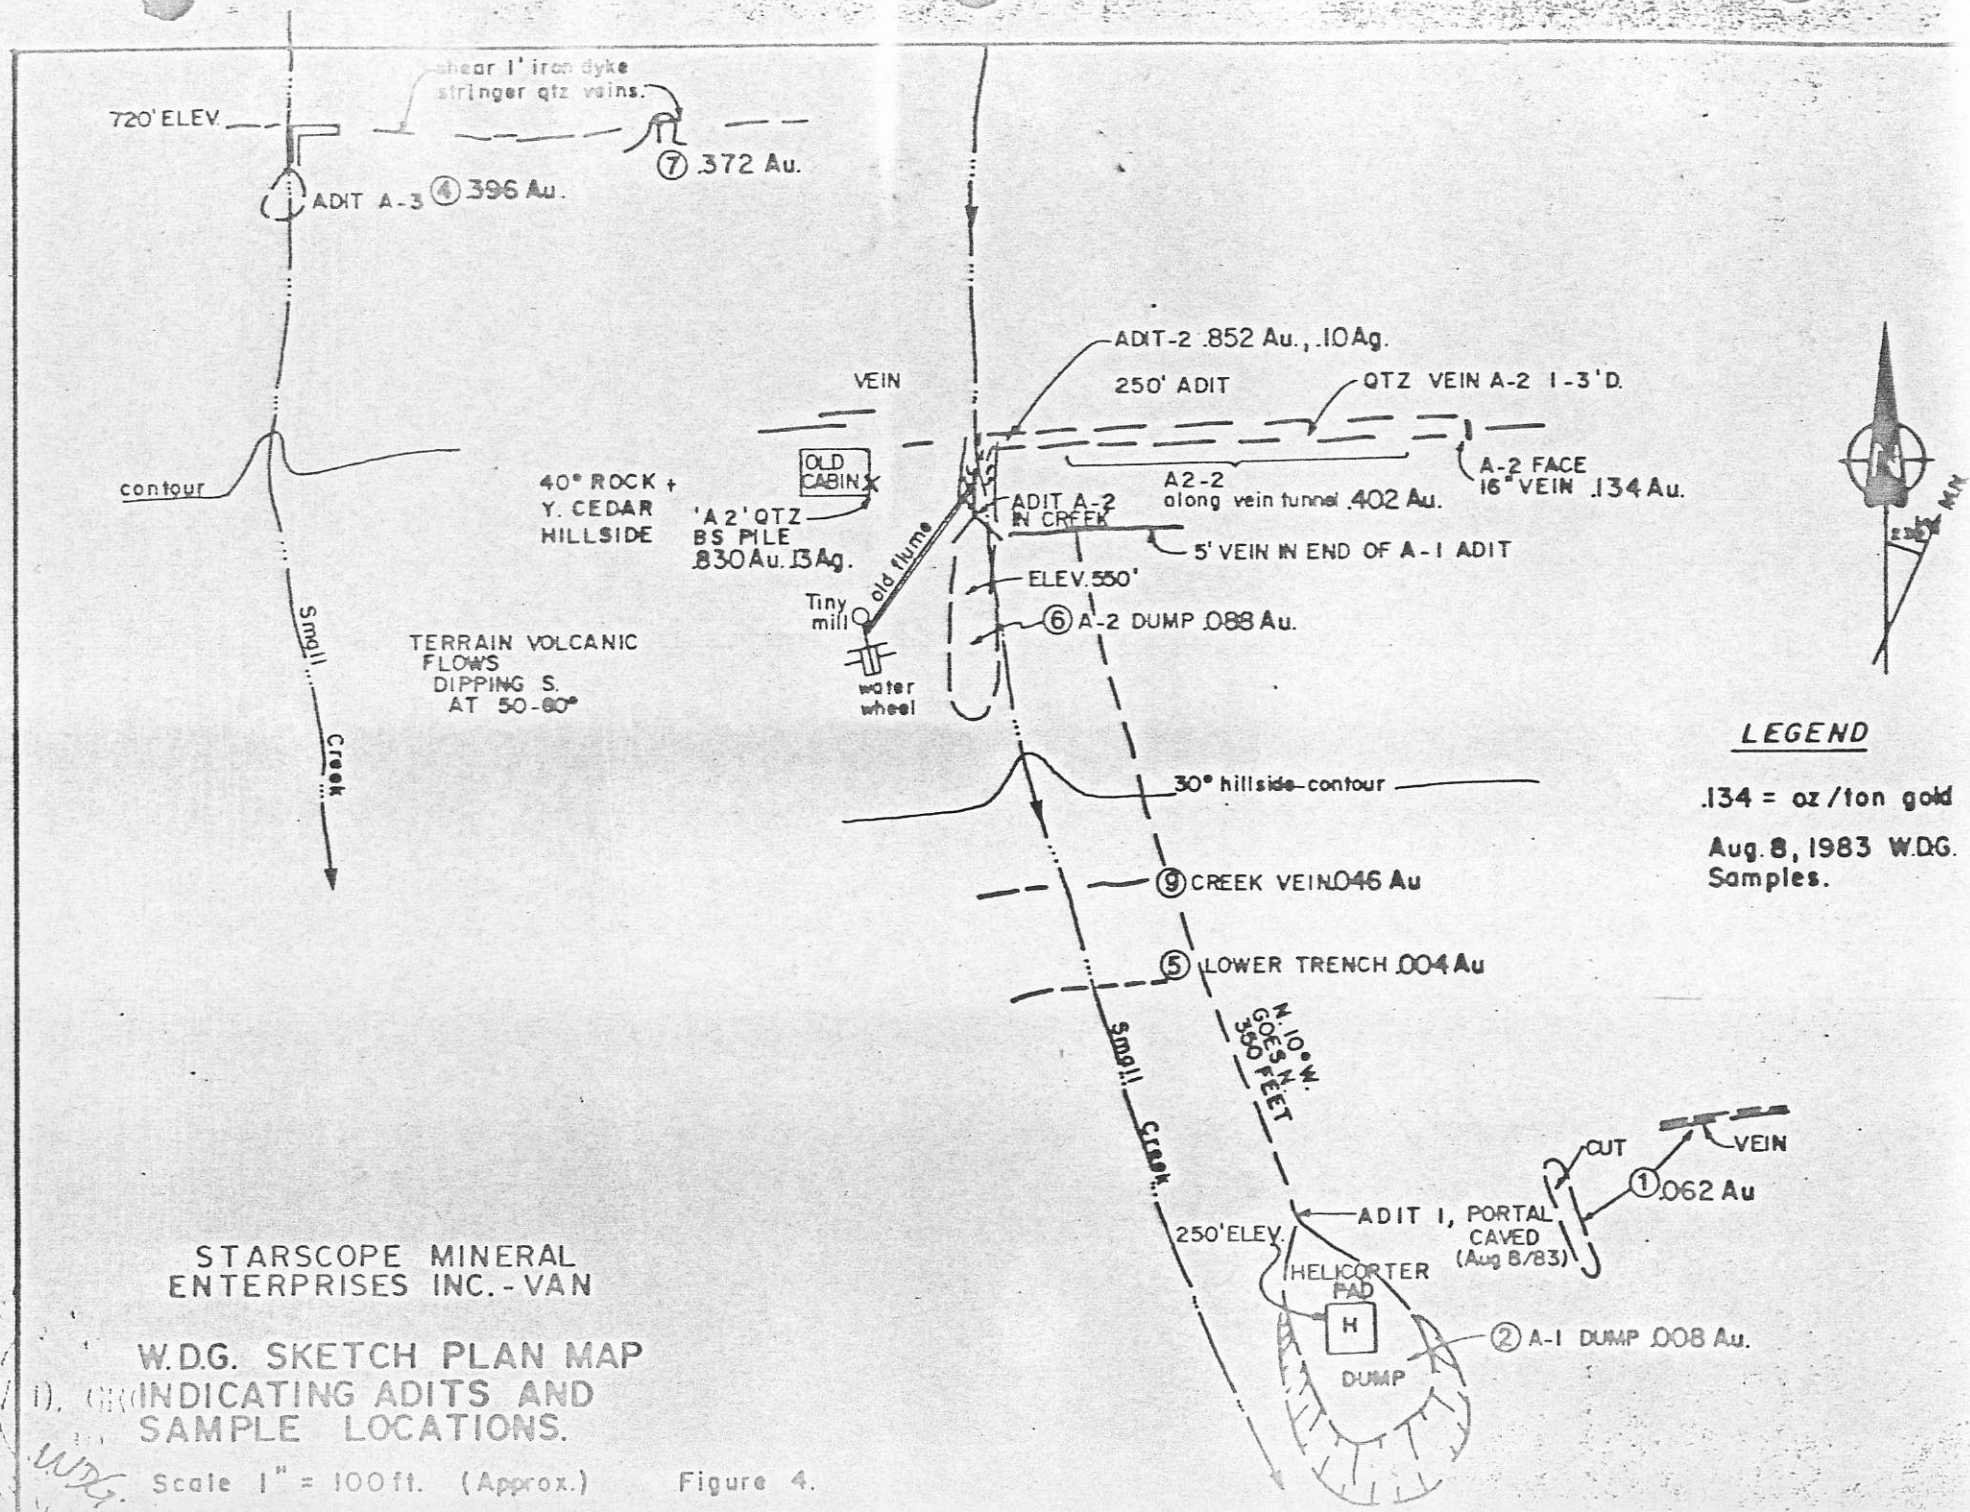 shear 1' iron dyke
stringer qtz veins.
720' ELEV.
⑦ .372 Au.
ADIT A-3 ④ .396 Au.
ADIT-2 .852 Au., .10 Ag.
VEIN
250' ADIT
QTZ VEIN A-2 1-3'D.
OLD
CABIN
40° ROCK +
Y. CEDAR
HILLSIDE
'A2' QTZ
BS PILE
.830 Au. .13 Ag.
contour
A2-2
along vein tunnel .402 Au.
A-2 FACE
16" VEIN .134 Au.
ADIT A-2
IN CREEK
5' VEIN IN END OF A-1 ADIT
old flume
ELEV. 550'
Tiny
mill
⑥ A-2 DUMP .088 Au.
water
wheel
Small
Creek
TERRAIN VOLCANIC
FLOWS
DIPPING S.
AT 50-60°
N
M.N.
LEGEND
.134 = oz/ton gold
Aug. 8, 1983 W.D.G.
Samples.
30° hillside-contour
⑨ CREEK VEIN .046 Au
⑤ LOWER TRENCH .004 Au
N. 10° W.
GOES N.
350 FEET
Small
Creek
CUT
VEIN
① .062 Au
ADIT 1, PORTAL
CAVED
(Aug 8/83)
250' ELEV.
HELICOPTER
PAD
H
② A-1 DUMP .008 Au.
DUMP
STARSCOPE MINERAL
ENTERPRISES INC. - VAN
W.D.G. SKETCH PLAN MAP
INDICATING ADITS AND
SAMPLE LOCATIONS.
WDG.
Scale 1" = 100 ft. (Approx.) Figure 4.